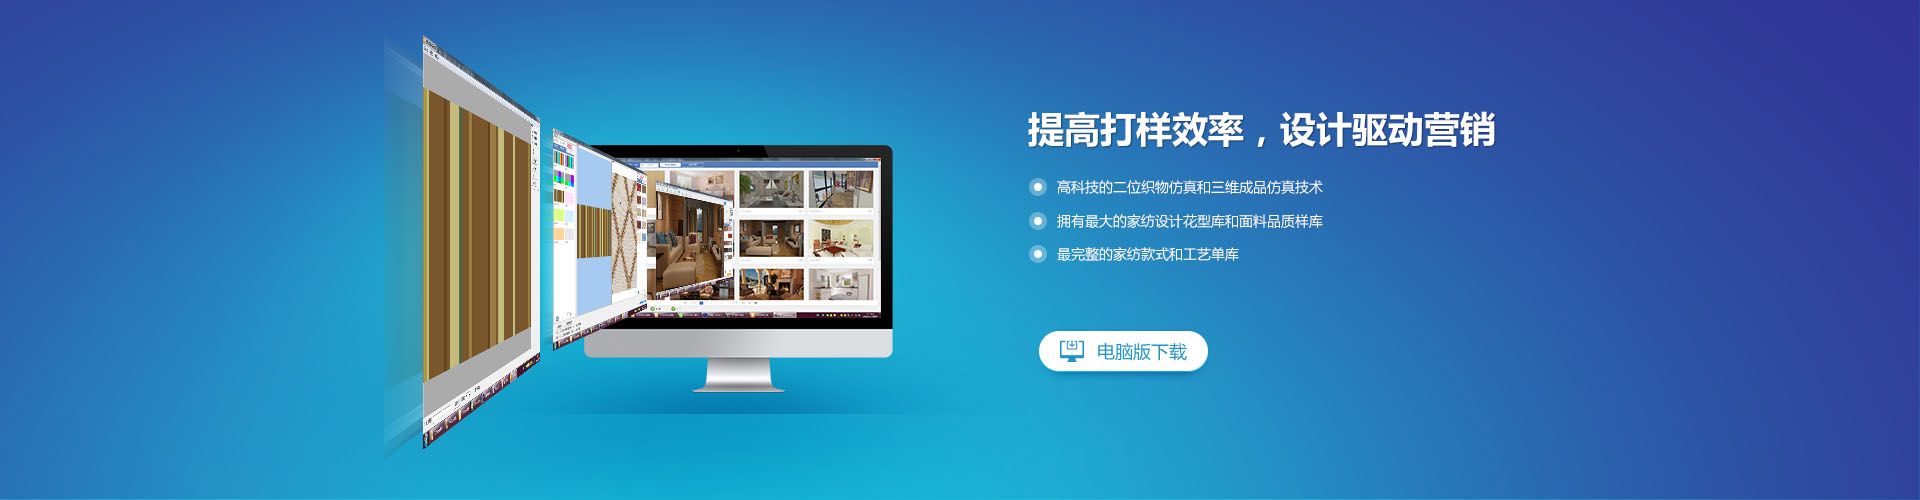 提高打样效率，设计驱动营销
高科技的二位织物仿真和三维成品仿真技术
拥有最大的家纺设计花型库和面料品质样库
最完整的家纺款式和工艺单库
电脑版下载